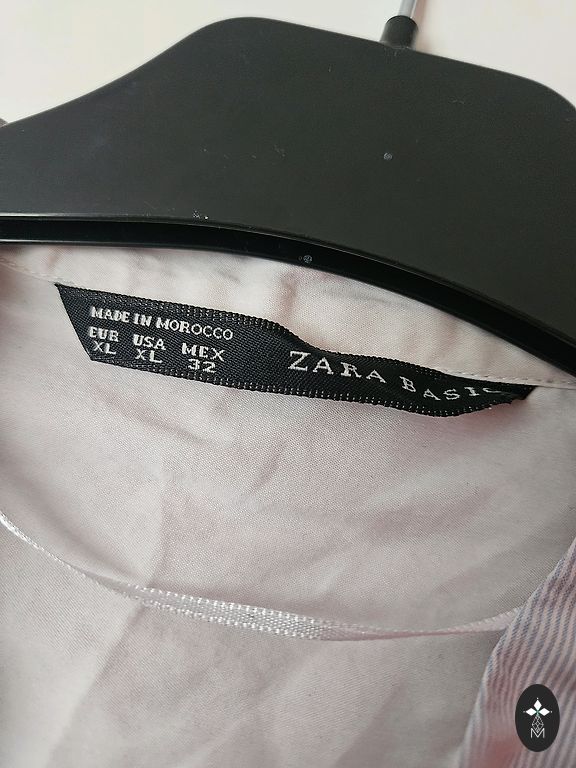 MADE IN MOROCCO
EUR USA MEX
XL XL 32
ZARA BASIC
M